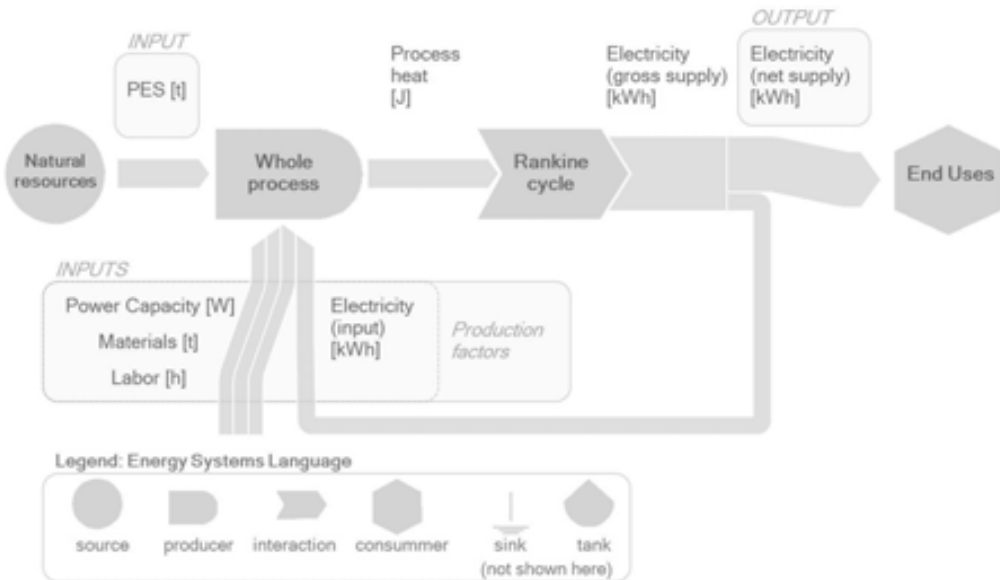 INPUT
PES [t]
Process
heat
[J]
Electricity
(gross supply)
[kWh]
OUTPUT
Electricity
(net supply)
[kWh]
Natural
resources
Whole
process
Rankine
cycle
End Uses
INPUTS
Power Capacity [W]
Materials [t]
Labor [h]
Electricity
(input)
[kWh]
Production
factors
Legend: Energy Systems Language
source
producer
interaction
consummer
sink
tank
(not shown here)